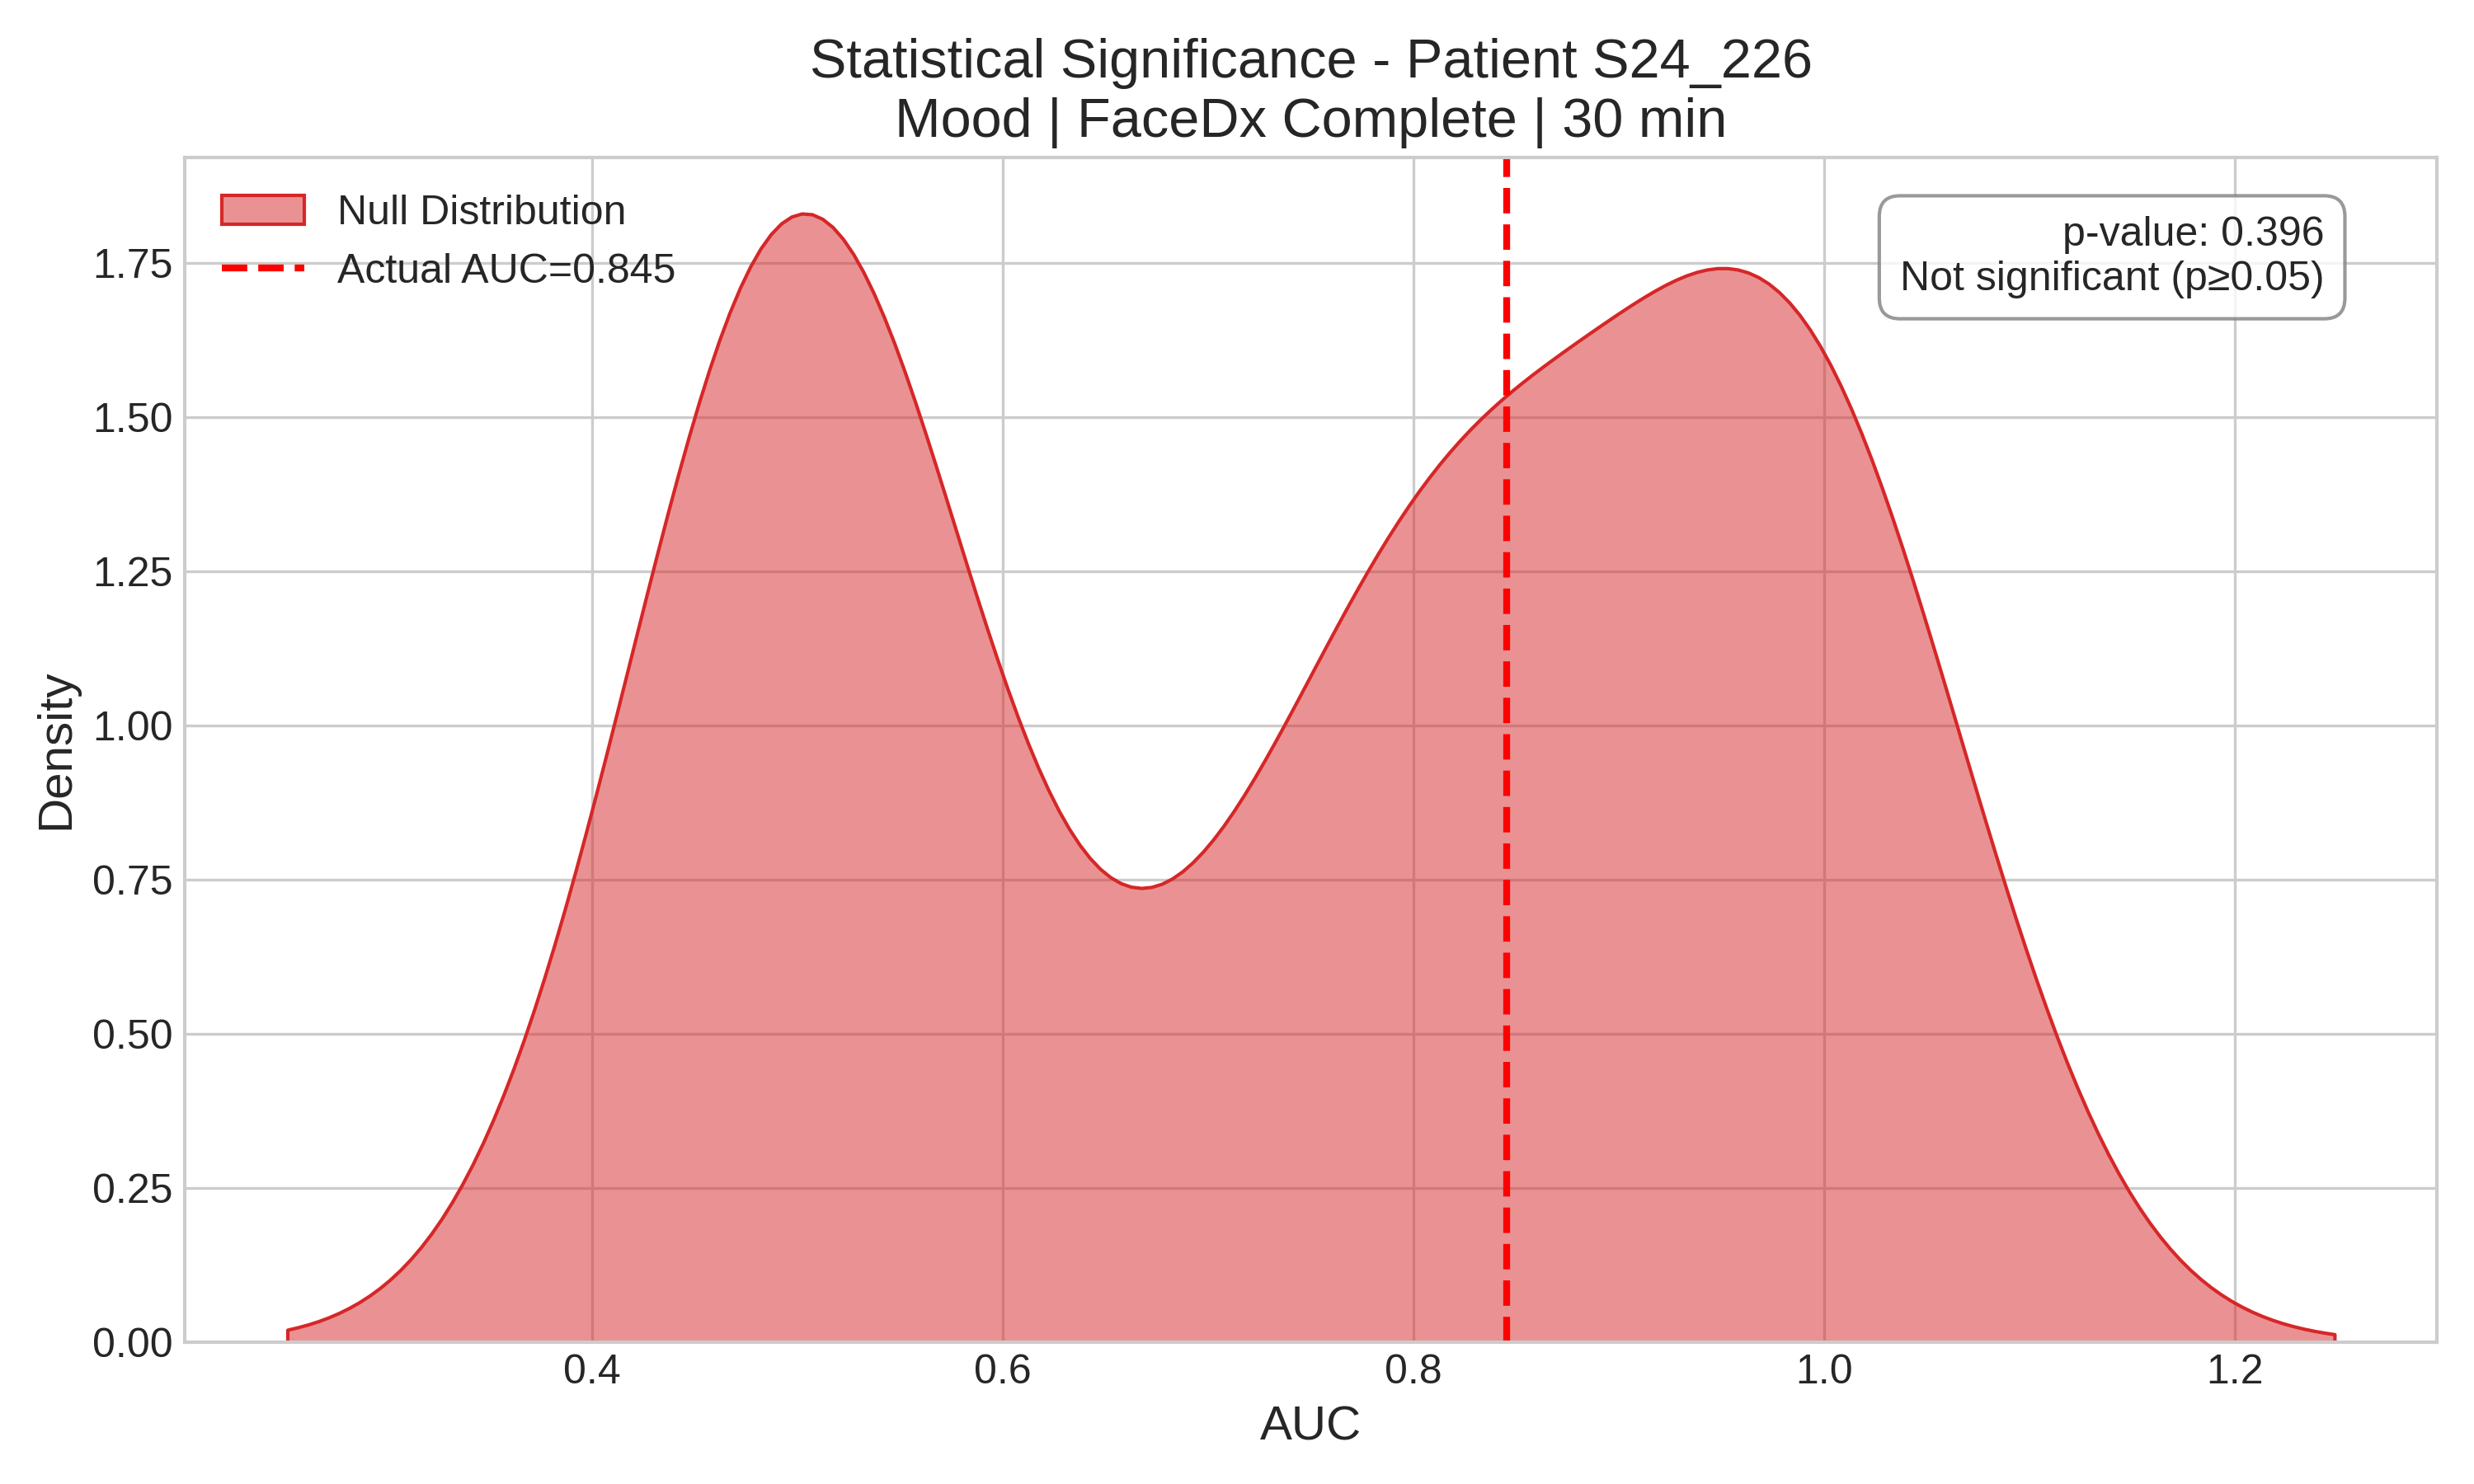 Statistical Significance - Patient S24_226
Mood | FaceDx Complete | 30 min
Null Distribution
Actual AUC=0.845
p-value: 0.396
Not significant (p≥0.05)
Density
1.75
1.50
1.25
1.00
0.75
0.50
0.25
0.00
0.4
0.6
0.8
1.0
1.2
AUC